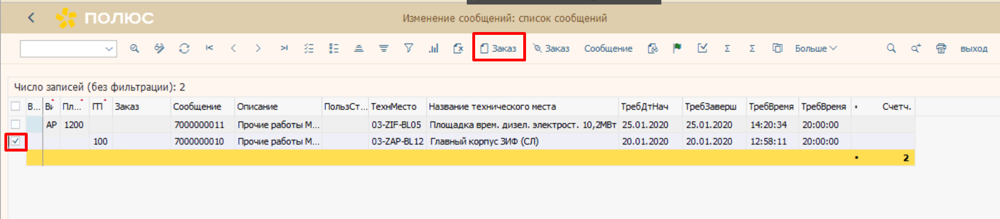 ПОЛЮС
Изменение сообщений: список сообщений
Заказ Заказ Сообщение Σ Σ Больше выход
Число записей (без фильтрации): 2
В... Ви Пл... ГП Заказ Сообщение Описание ПользСт... ТехнМесто Название технического места ТребДтНач ТребЗаверш ТребВремя ТребВремя Счетч.
АР 1200 7000000011 Прочие работы М... 03-ZIF-BL05 Площадка врем. дизел. электрост. 10,2МВт 25.01.2020 25.01.2020 14:20:34 20:00:00
100 7000000010 Прочие работы М... 03-ZAP-BL12 Главный корпус ЗИФ (СЛ) 20.01.2020 20.01.2020 12:58:11 20:00:00
▪ 2